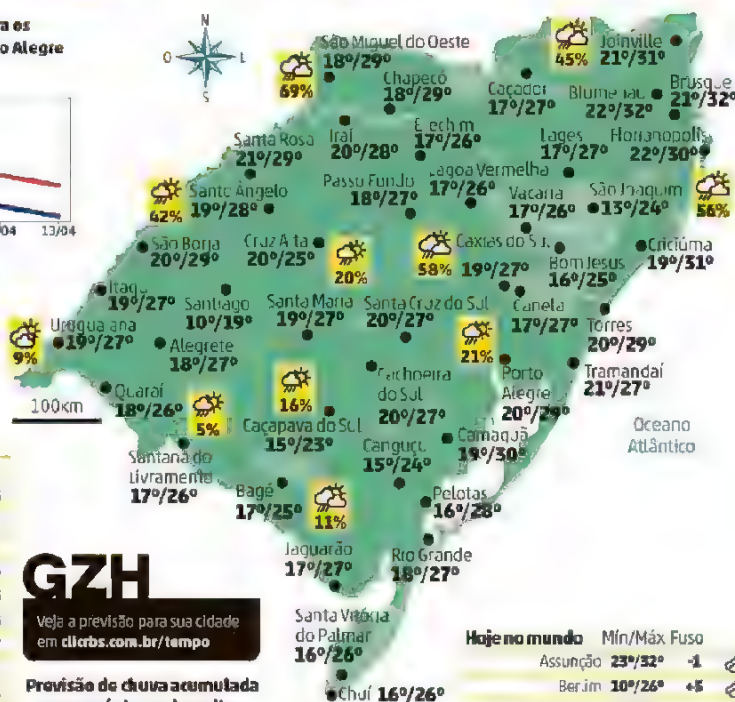 ra os
o Alegre
N
O
L
S
/04
13/04
69%
São Miguel do Oeste
18º/29º
Chapecó
18º/29º
45%
Joinville
21º/31º
Caçador
17º/27º
Blumenau
22º/32º
Brusque
21º/32º
Santa Rosa
21º/29º
Iraí
20º/28º
Erechim
17º/26º
Lages
17º/27º
Florianópolis
22º/30º
56%
42%
Santo Ângelo
19º/28º
Passo Fundo
18º/27º
Lagoa Vermelha
17º/26º
Vacaria
17º/26º
São Joaquim
13º/24º
São Borja
20º/29º
Cruz Alta
20º/25º
20%
58%
Caxias do Sul
19º/27º
Bom Jesus
16º/25º
Criciúma
19º/31º
Itaqui
19º/27º
Santiago
10º/19º
Santa Maria
19º/27º
Santa Cruz do Sul
20º/27º
Canela
17º/27º
Torres
20º/29º
9%
Uruguaiana
19º/27º
Alegrete
18º/27º
21%
Porto
Alegre
20º/29º
Tramandaí
21º/27º
Quaraí
18º/26º
100km
5%
16%
Caçapava do Sul
15º/23º
Cachoeira
do Sul
20º/27º
Camaquã
19º/30º
Oceano
Atlântico
Santana do
Livramento
17º/26º
Bagé
17º/25º
Canguçu
15º/24º
11%
Pelotas
16º/28º
Jaguarão
17º/27º
Rio Grande
18º/27º
GZH
Veja a previsão para sua cidade
em clicrbs.com.br/tempo
Santa Vitória
do Palmar
16º/26º
Chuí 16º/26º
Previsão de chuva acumulada
Hoje no mundo Mín/Máx Fuso
Assunção 23º/32º -1
Berlim 10º/26º +5